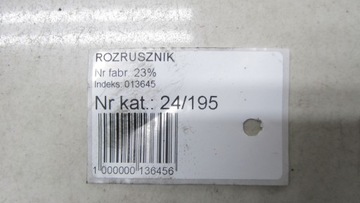 ROZRUSZNIK
Nr fabr. 23%
Indeks: 013645
Nr kat.: 24/195
1 000000 136456